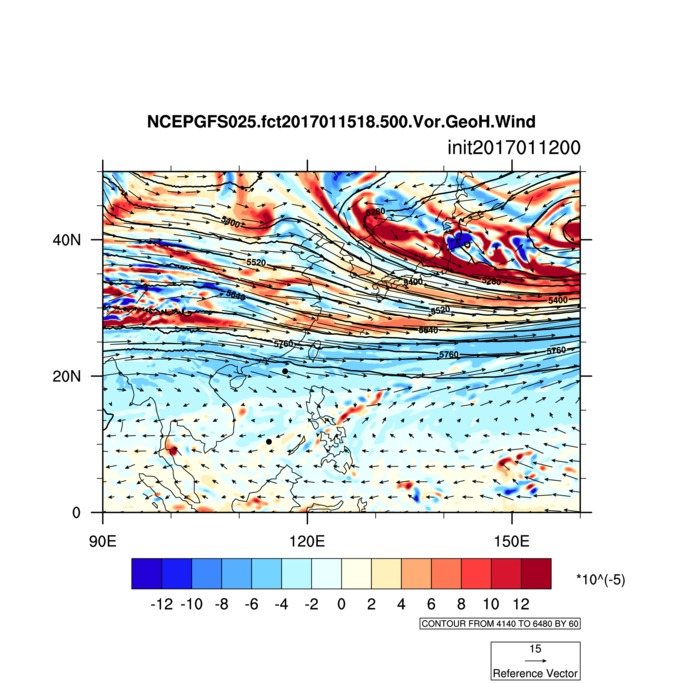 NCEPGFS025.fct2017011518.500.Vor.GeoH.Wind
init2017011200
5280
5400
40N
5520
5400
5280
5640
5400
5520
5640
5760
5760
5760
20N
0
90E 120E 150E
-12 -10 -8 -6 -4 -2 0 2 4 6 8 10 12
*10^(-5)
CONTOUR FROM 4140 TO 6480 BY 60
15
Reference Vector